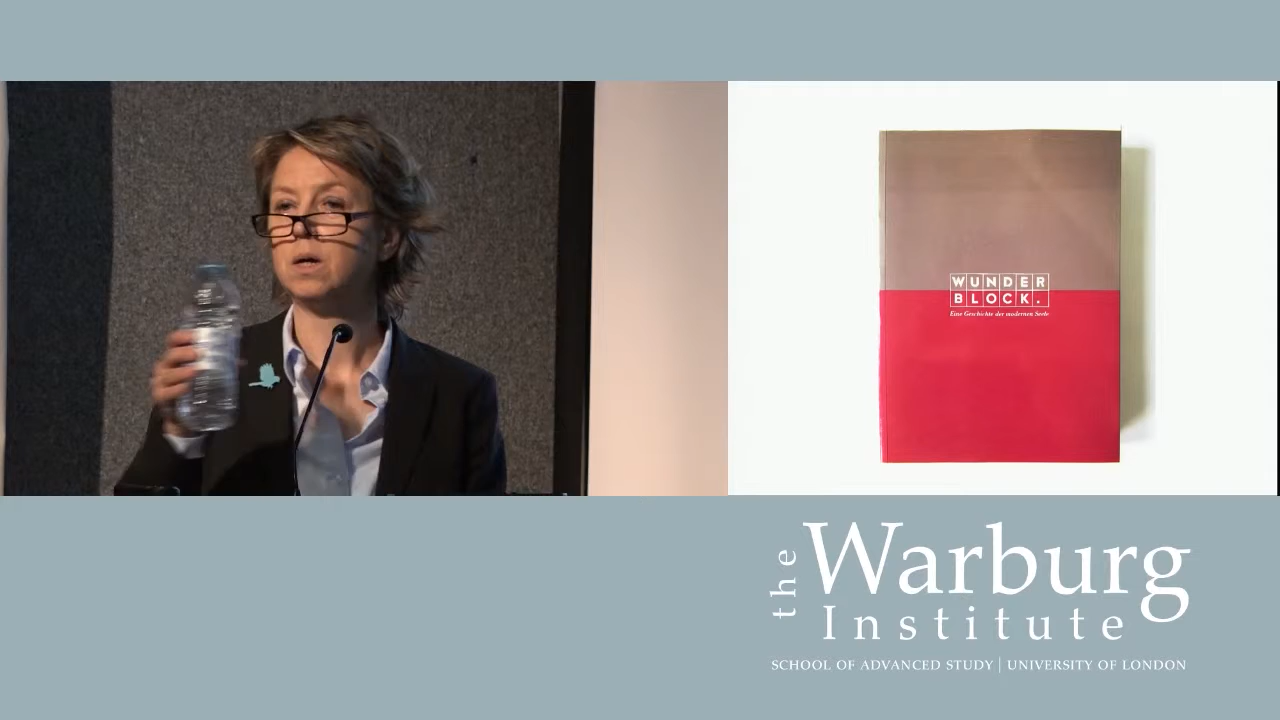 WUNDER
BLOCK.
Eine Geschichte der modernen Seele
the Warburg
Institute
SCHOOL OF ADVANCED STUDY | UNIVERSITY OF LONDON